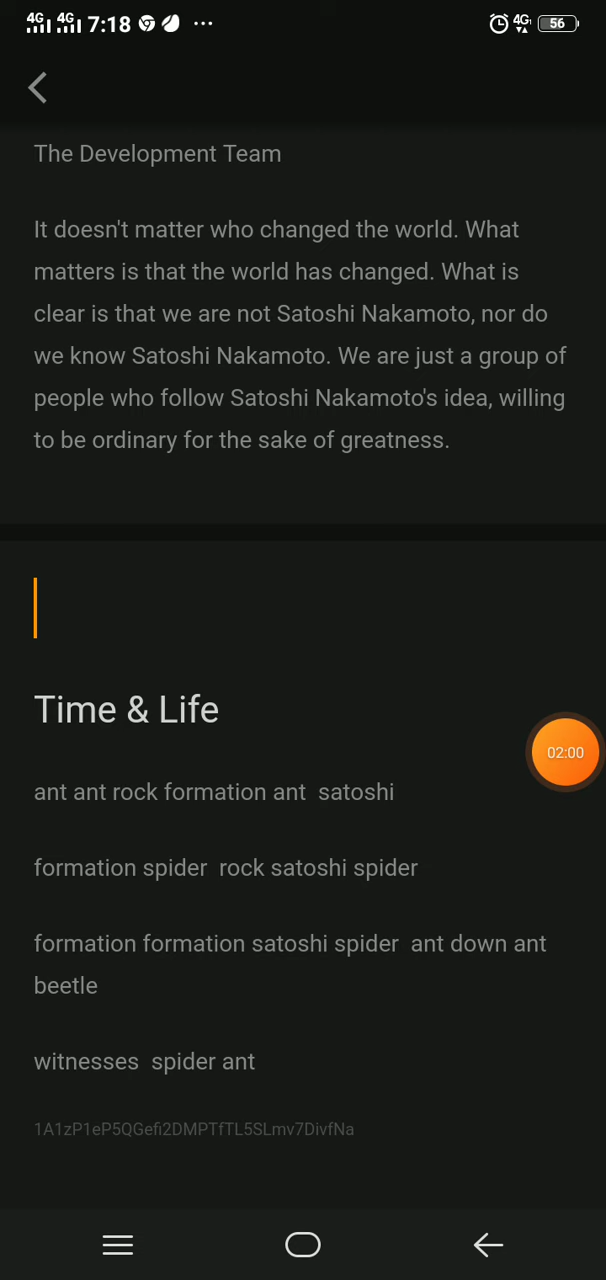 4G 4G 7:18 ... 4G 56
The Development Team
It doesn't matter who changed the world. What
matters is that the world has changed. What is
clear is that we are not Satoshi Nakamoto, nor do
we know Satoshi Nakamoto. We are just a group of
people who follow Satoshi Nakamoto's idea, willing
to be ordinary for the sake of greatness.
Time & Life
02:00
ant ant rock formation ant  satoshi
formation spider  rock satoshi spider
formation formation satoshi spider  ant down ant
beetle
witnesses  spider ant
1A1zP1eP5QGefi2DMPTfTL5SLmv7DivfNa